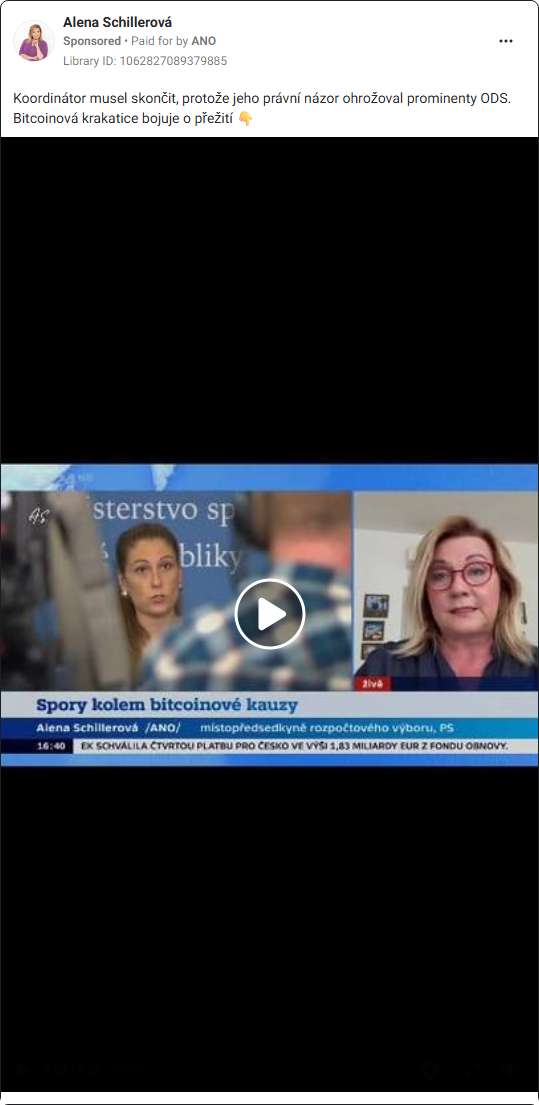 Alena Schillerová
Sponsored • Paid for by ANO
Library ID: 1062827089379885
Koordinátor musel skončit, protože jeho právní názor ohrožoval prominenty ODS.
Bitcoinová krakatice bojuje o přežití 👇
AS
sterstvo sp
bliky
živě
Spory kolem bitcoinové kauzy
Alena Schillerová /ANO/ místopředsedkyně rozpočtového výboru, PS
16:40 EK SCHVÁLILA ČTVRTOU PLATBU PRO ČESKO VE VÝŠI 1,83 MILIARDY EUR Z FONDU OBNOVY.